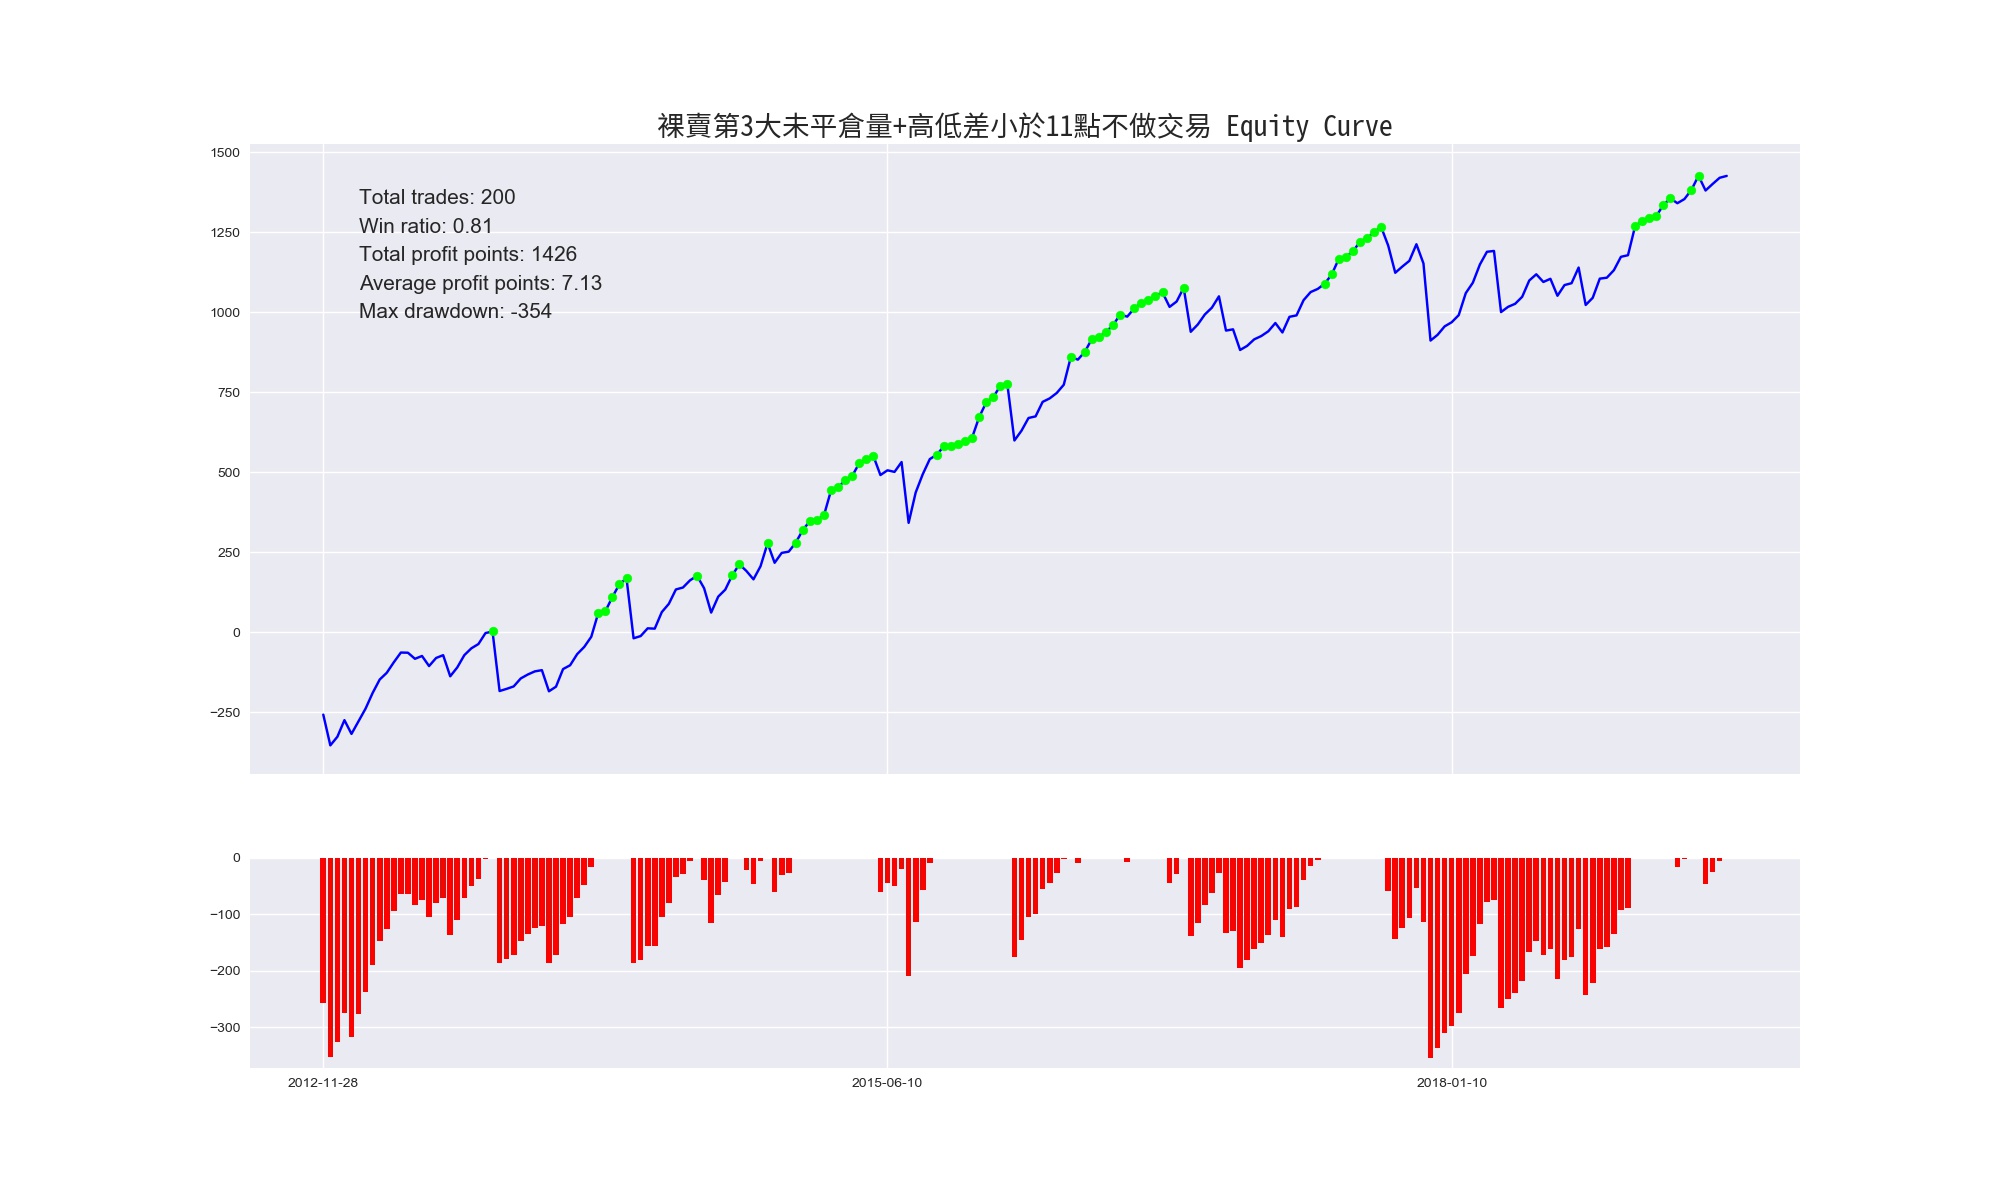 裸賣第3大未平倉量+高低差小於11點不做交易 Equity Curve
1500
1250
1000
750
500
250
0
−250
Total trades: 200
Win ratio: 0.81
Total profit points: 1426
Average profit points: 7.13
Max drawdown: -354
0
−100
−200
−300
2012-11-28
2015-06-10
2018-01-10